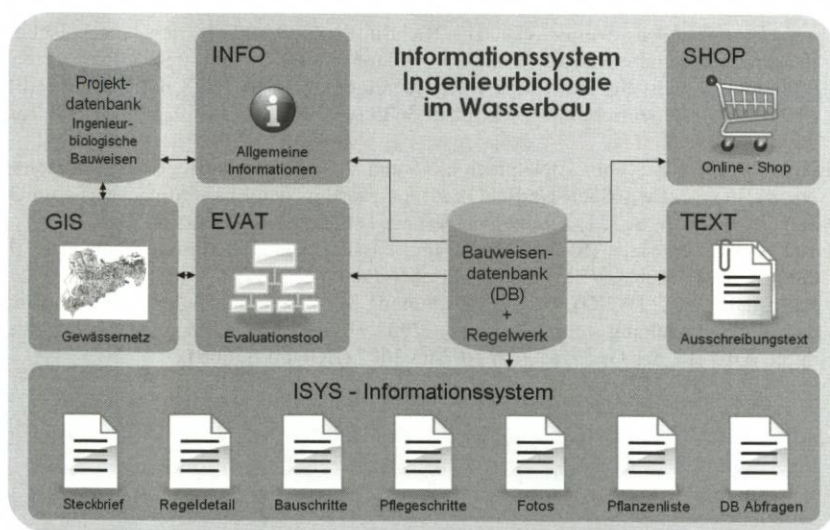 Informationssystem
Ingenieurbiologie
im Wasserbau
Projekt-
datenbank
Ingenieur-
biologische
Bauweisen
INFO
Allgemeine
Informationen
SHOP
Online - Shop
GIS
Gewässernetz
EVAT
Evaluationstool
Bauweisen-
datenbank
(DB)
+
Regelwerk
TEXT
Ausschreibungstext
ISYS - Informationssystem
Steckbrief
Regeldetail
Bauschritte
Pflegeschritte
Fotos
Pflanzenliste
DB Abfragen